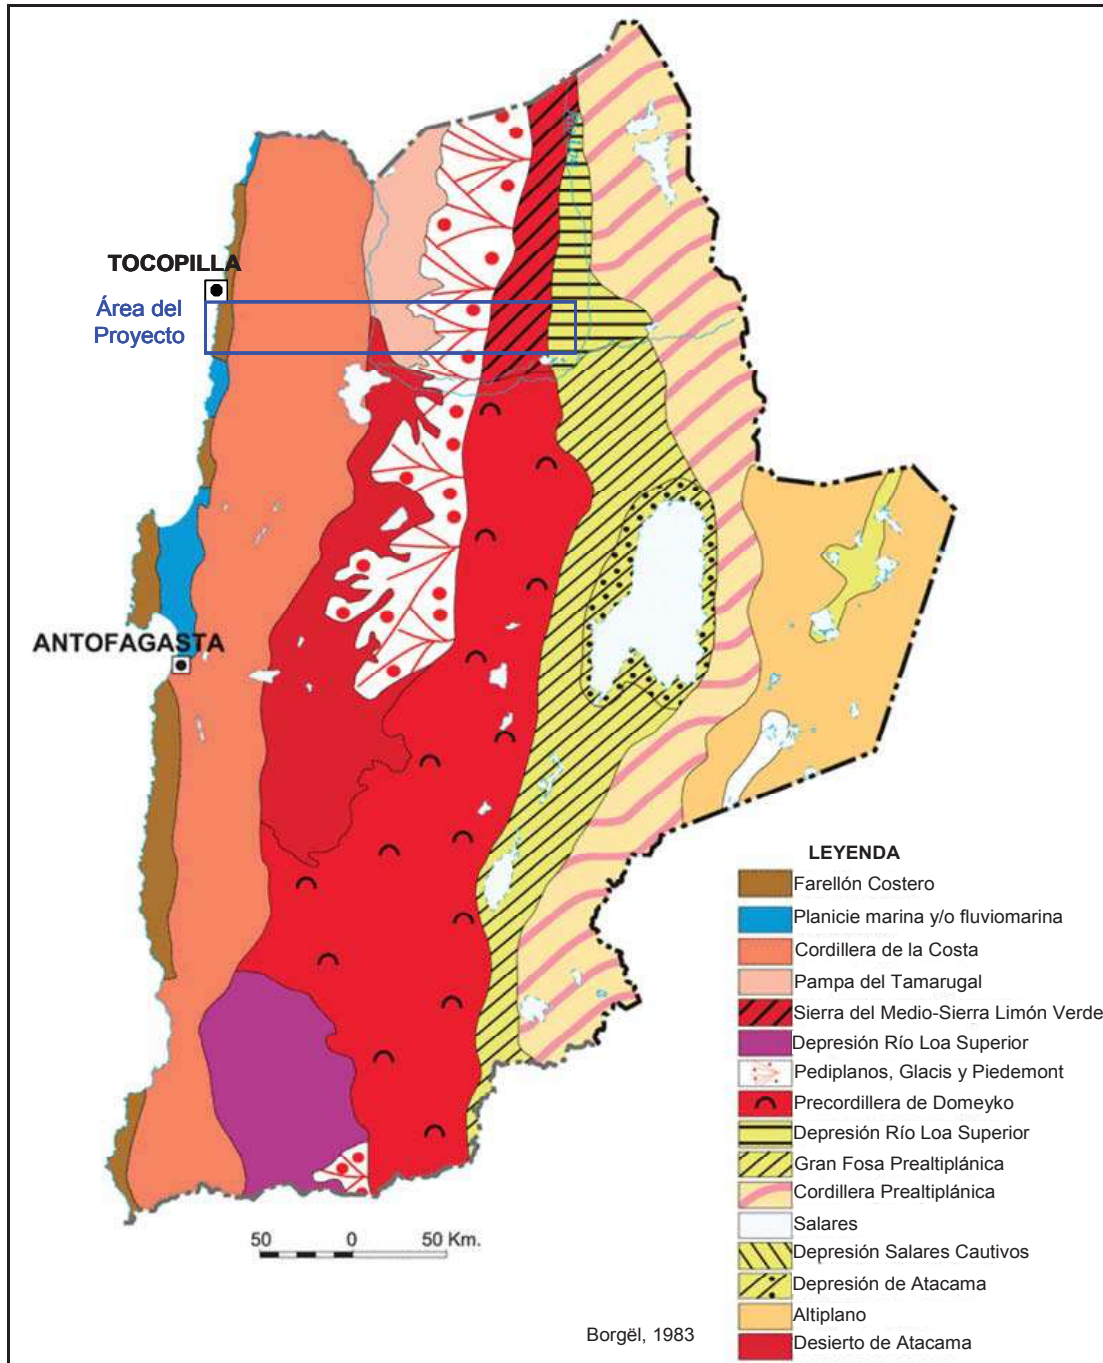 TOCOPILLA
Área del
Proyecto
ANTOFAGASTA
LEYENDA
Farellón Costero
Planicie marina y/o fluviomarina
Cordillera de la Costa
Pampa del Tamarugal
Sierra del Medio-Sierra Limón Verde
Depresión Río Loa Superior
Pediplanos, Glacis y Piedemont
Precordillera de Domeyko
Depresión Río Loa Superior
Gran Fosa Prealtiplánica
Cordillera Prealtiplánica
Salares
Depresión Salares Cautivos
Depresión de Atacama
Altiplano
Desierto de Atacama
50 0 50 Km.
Borgël, 1983